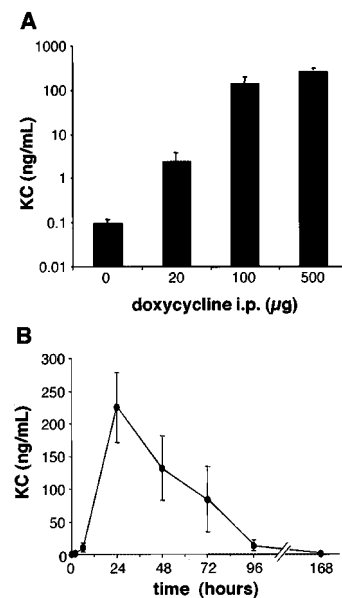 A
KC (ng/mL)
1000
100
10
1
0.1
0.01
0 20 100 500
doxycycline i.p. (µg)
B
KC (ng/mL)
300
250
200
150
100
50
0
0 24 48 72 96 168
time (hours)